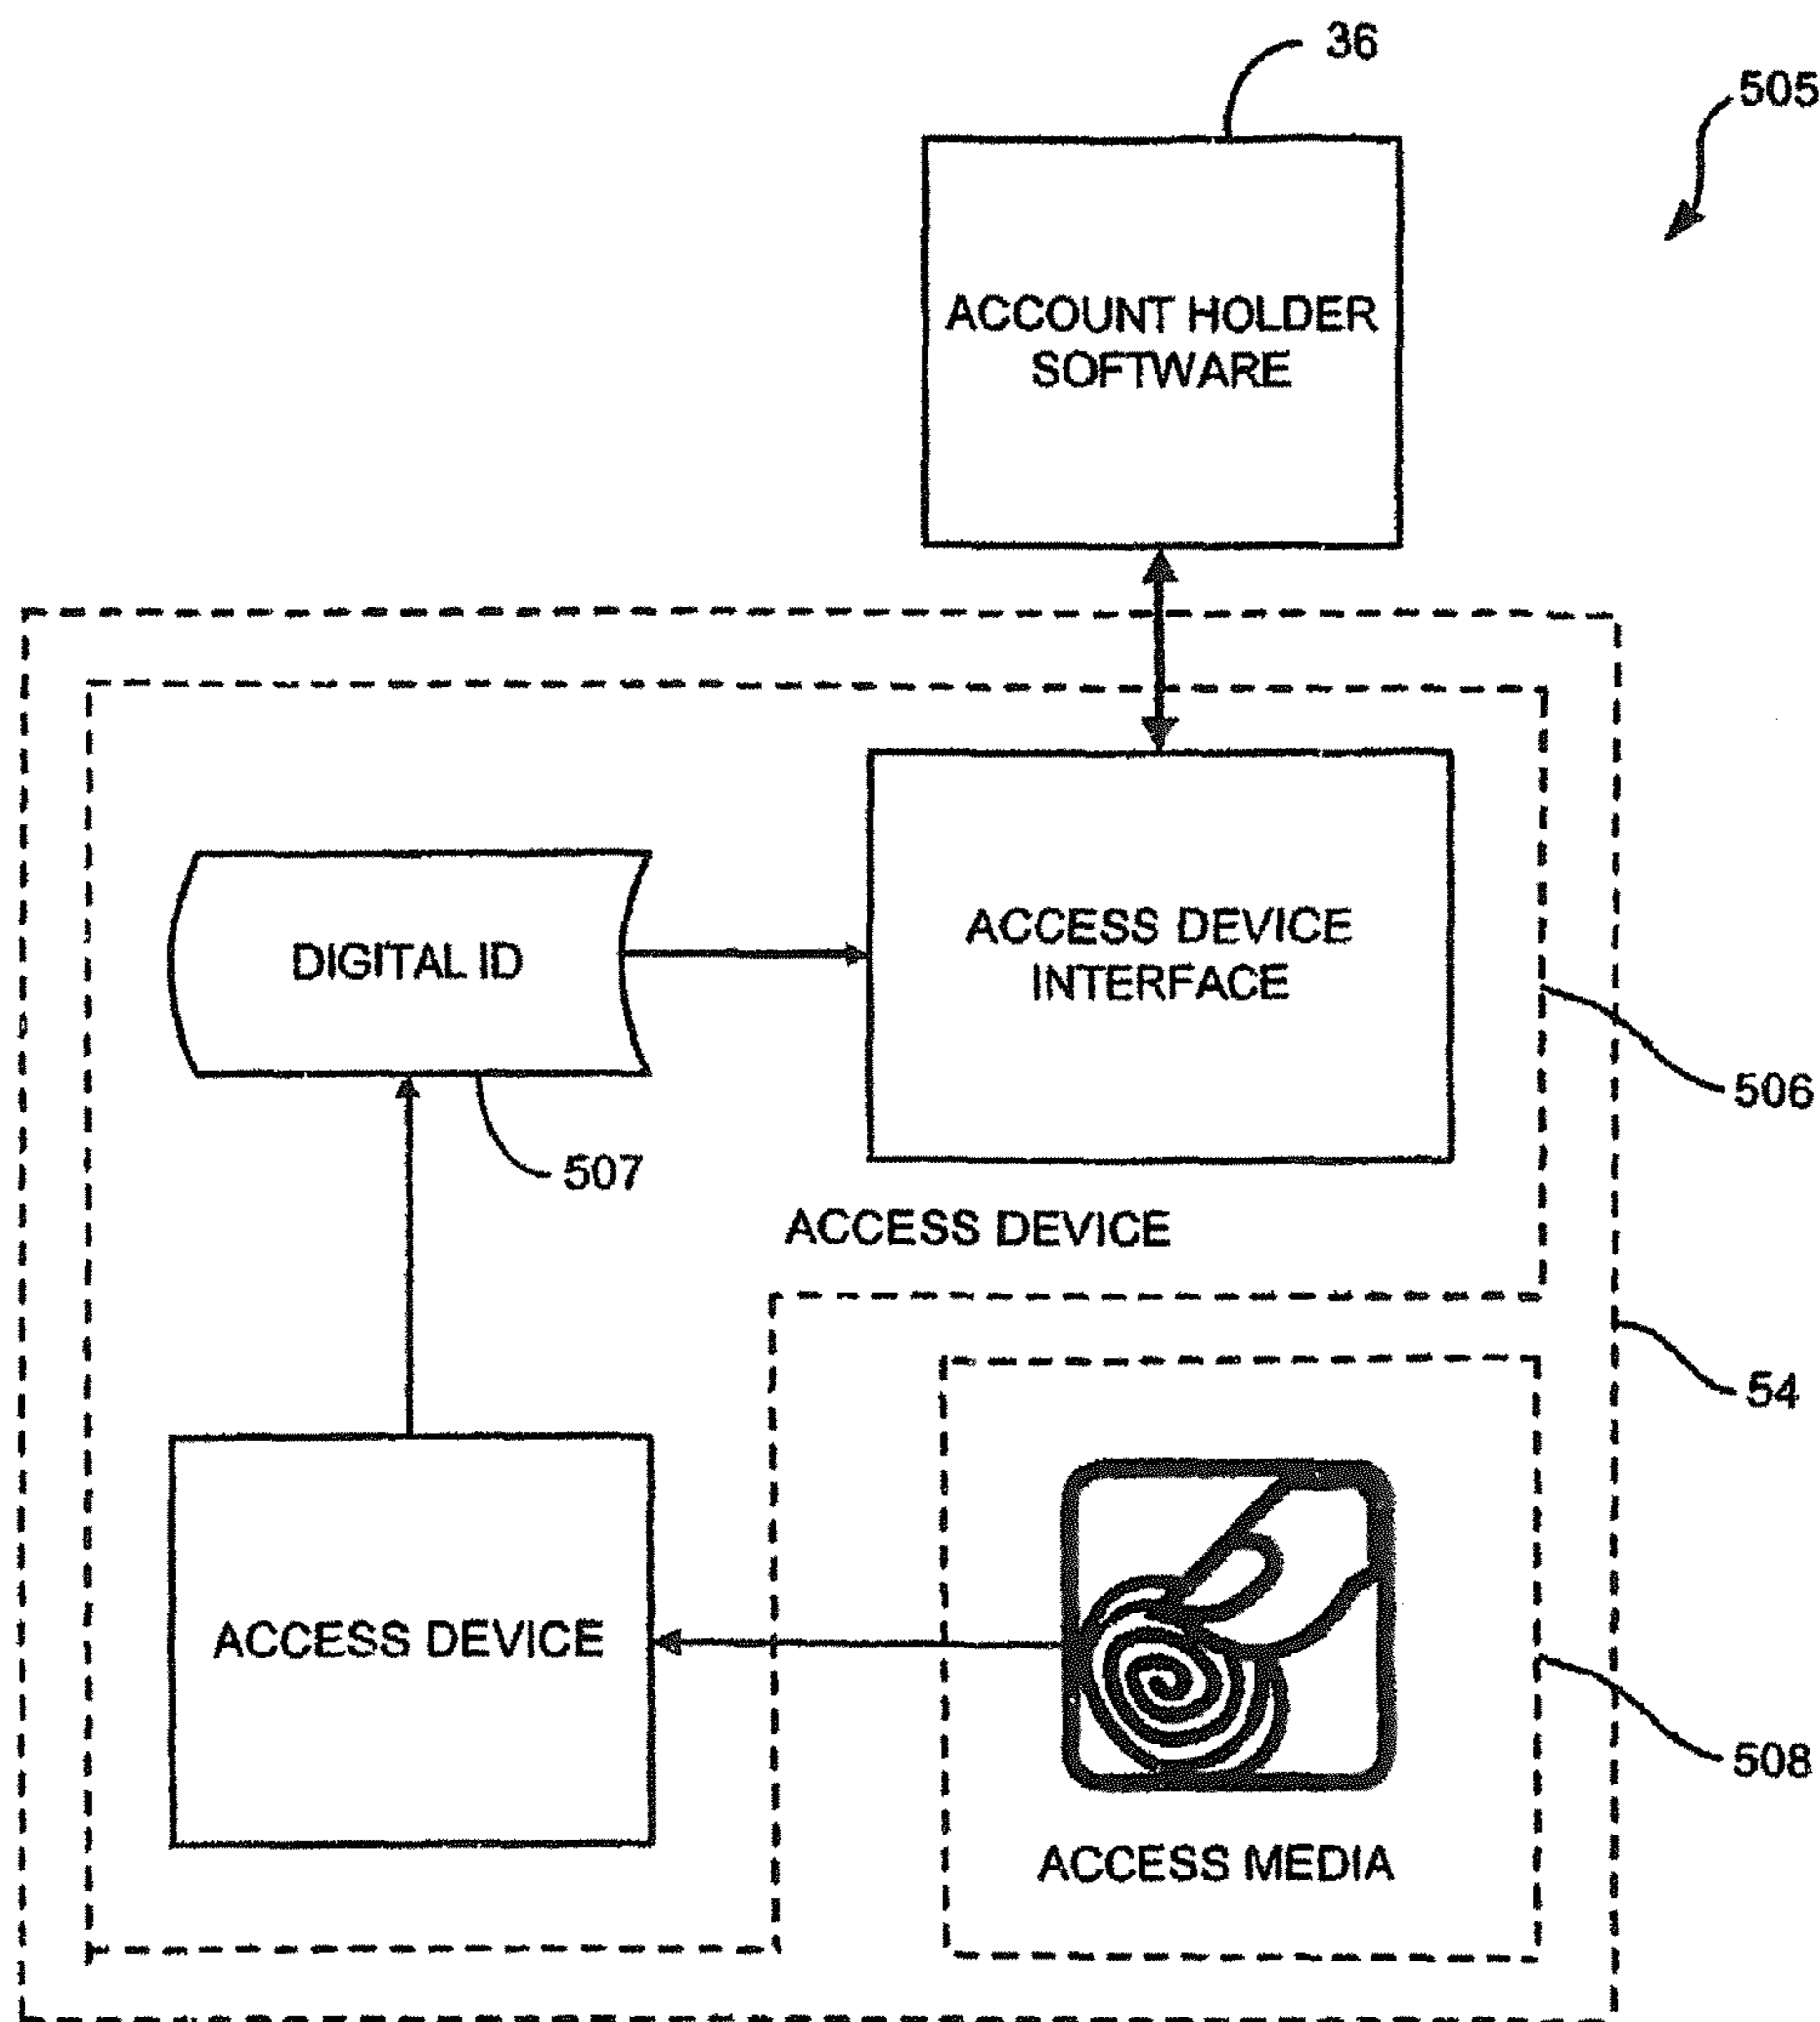 36
505
ACCOUNT HOLDER
SOFTWARE
DIGITAL ID
ACCESS DEVICE
INTERFACE
506
507
ACCESS DEVICE
54
ACCESS DEVICE
508
ACCESS MEDIA